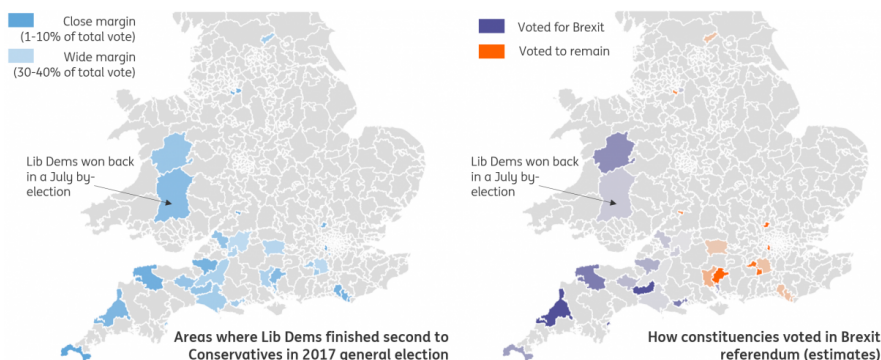 Close margin
(1-10% of total vote)
Wide margin
(30-40% of total vote)
Lib Dems won back
in a July by-
election
Areas where Lib Dems finished second to
Conservatives in 2017 general election
Voted for Brexit
Voted to remain
Lib Dems won back
in a July by-
election
How constituencies voted in Brexit
referendum (estimates)